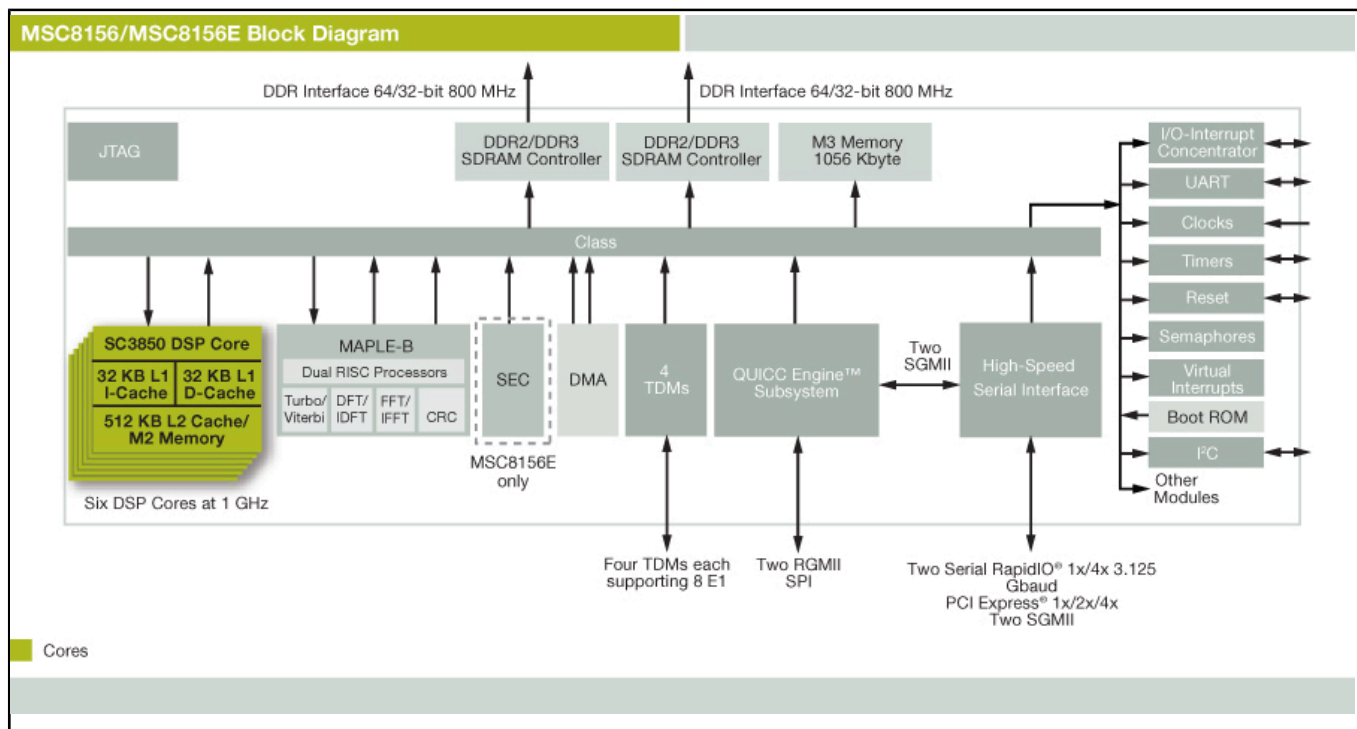 MSC8156/MSC8156E Block Diagram
DDR Interface 64/32-bit 800 MHz
DDR Interface 64/32-bit 800 MHz
JTAG
DDR2/DDR3
SDRAM Controller
DDR2/DDR3
SDRAM Controller
M3 Memory
1056 Kbyte
I/O-Interrupt
Concentrator
UART
Clocks
Timers
Reset
Semaphores
Virtual
Interrupts
Boot ROM
I²C
Other
Modules
Class
SC3850 DSP Core
32 KB L1
I-Cache
32 KB L1
D-Cache
512 KB L2 Cache/
M2 Memory
Six DSP Cores at 1 GHz
MAPLE-B
Dual RISC Processors
Turbo/
Viterbi
DFT/
IDFT
FFT/
IFFT
CRC
SEC
MSC8156E
only
DMA
4
TDMs
QUICC Engine™
Subsystem
Two
SGMII
High-Speed
Serial Interface
Four TDMs each
supporting 8 E1
Two RGMII
SPI
Two Serial RapidIO® 1x/4x 3.125
Gbaud
PCI Express® 1x/2x/4x
Two SGMII
Cores